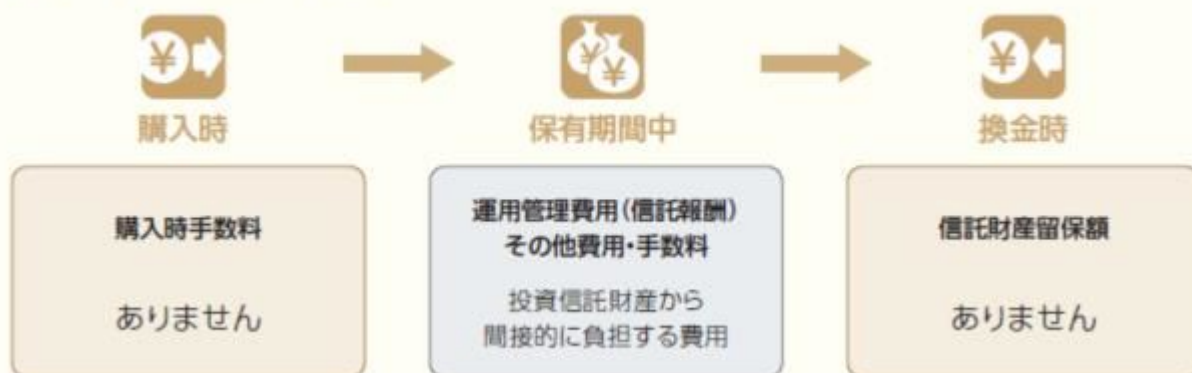 購入時
保有期間中
換金時
購入時手数料
ありません
運用管理費用(信託報酬)
その他費用・手数料
投資信託財産から
間接的に負担する費用
信託財産留保額
ありません